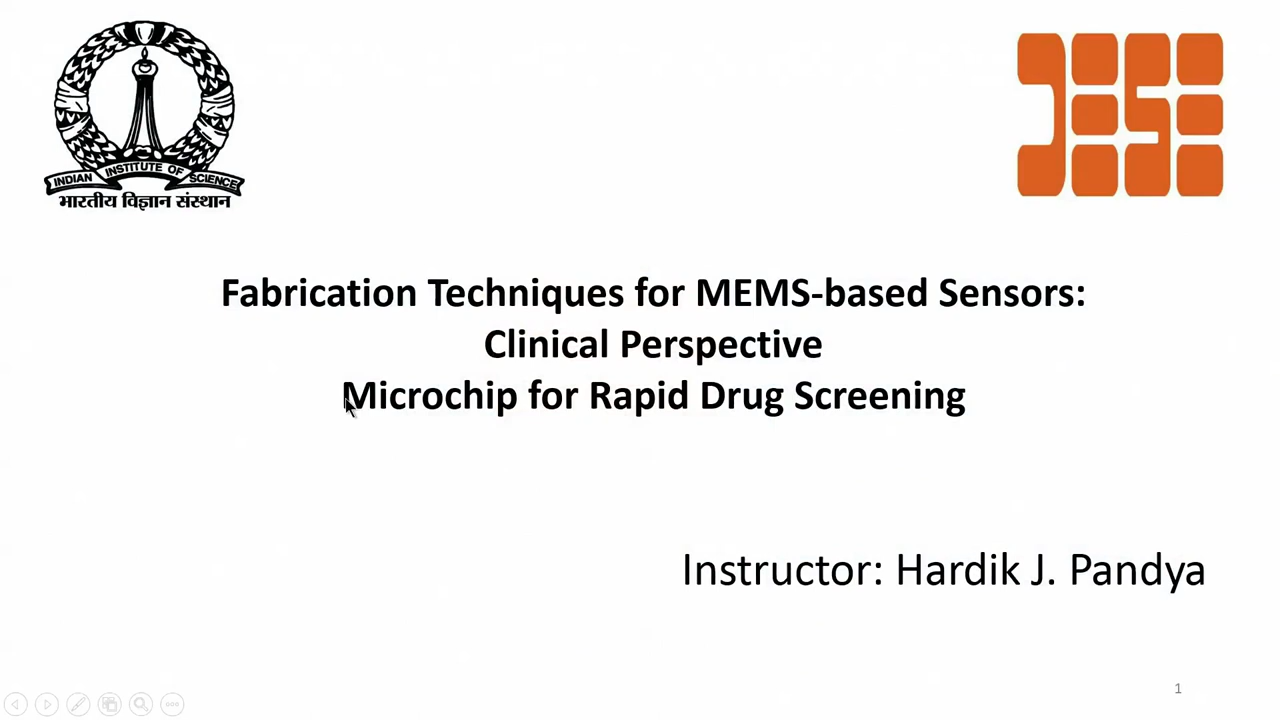 INDIAN INSTITUTE OF SCIENCE
भारतीय विज्ञान संस्थान
DESE
Fabrication Techniques for MEMS-based Sensors:
Clinical Perspective
Microchip for Rapid Drug Screening
Instructor: Hardik J. Pandya
1